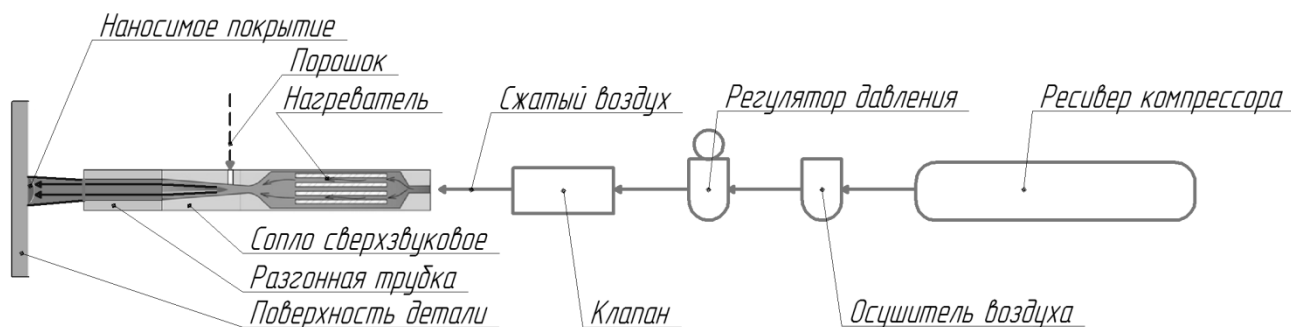 Наносимое покрытие
Порошок
Нагреватель
Сжатый воздух
Регулятор давления
Ресивер компрессора
Сопло сверхзвуковое
Разгонная трубка
Поверхность детали
Клапан
Осушитель воздуха